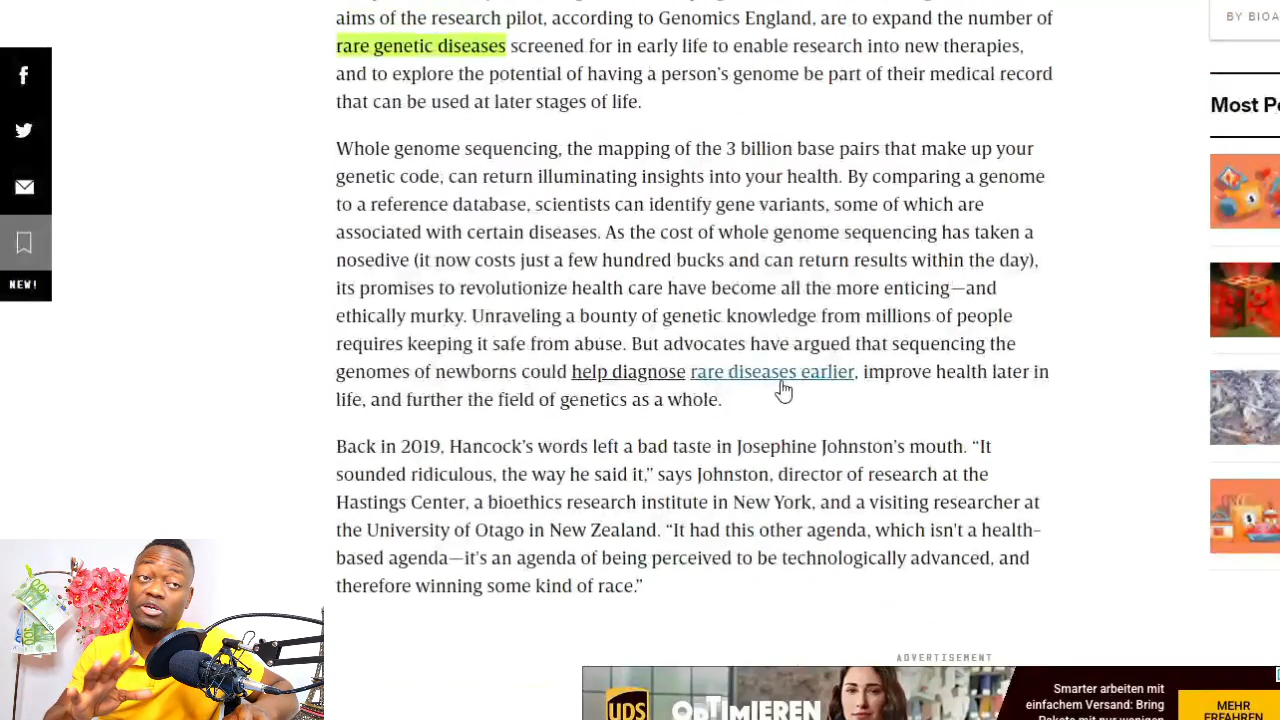 aims of the research pilot, according to Genomics England, are to expand the number of
rare genetic diseases screened for in early life to enable research into new therapies,
and to explore the potential of having a person's genome be part of their medical record
that can be used at later stages of life.
Whole genome sequencing, the mapping of the 3 billion base pairs that make up your
genetic code, can return illuminating insights into your health. By comparing a genome
to a reference database, scientists can identify gene variants, some of which are
associated with certain diseases. As the cost of whole genome sequencing has taken a
nosedive (it now costs just a few hundred bucks and can return results within the day),
its promises to revolutionize health care have become all the more enticing—and
ethically murky. Unraveling a bounty of genetic knowledge from millions of people
requires keeping it safe from abuse. But advocates have argued that sequencing the
genomes of newborns could help diagnose rare diseases earlier, improve health later in
life, and further the field of genetics as a whole.
Back in 2019, Hancock's words left a bad taste in Josephine Johnston's mouth. “It
sounded ridiculous, the way he said it,” says Johnston, director of research at the
Hastings Center, a bioethics research institute in New York, and a visiting researcher at
the University of Otago in New Zealand. “It had this other agenda, which isn't a health-
based agenda—it's an agenda of being perceived to be technologically advanced, and
therefore winning some kind of race.”
NEW!
BY BIOA
Most Po
ADVERTISEMENT
UDS
OPTIMIEREN
Smarter arbeiten mit
einfachem Versand: Bring
MEHR
100